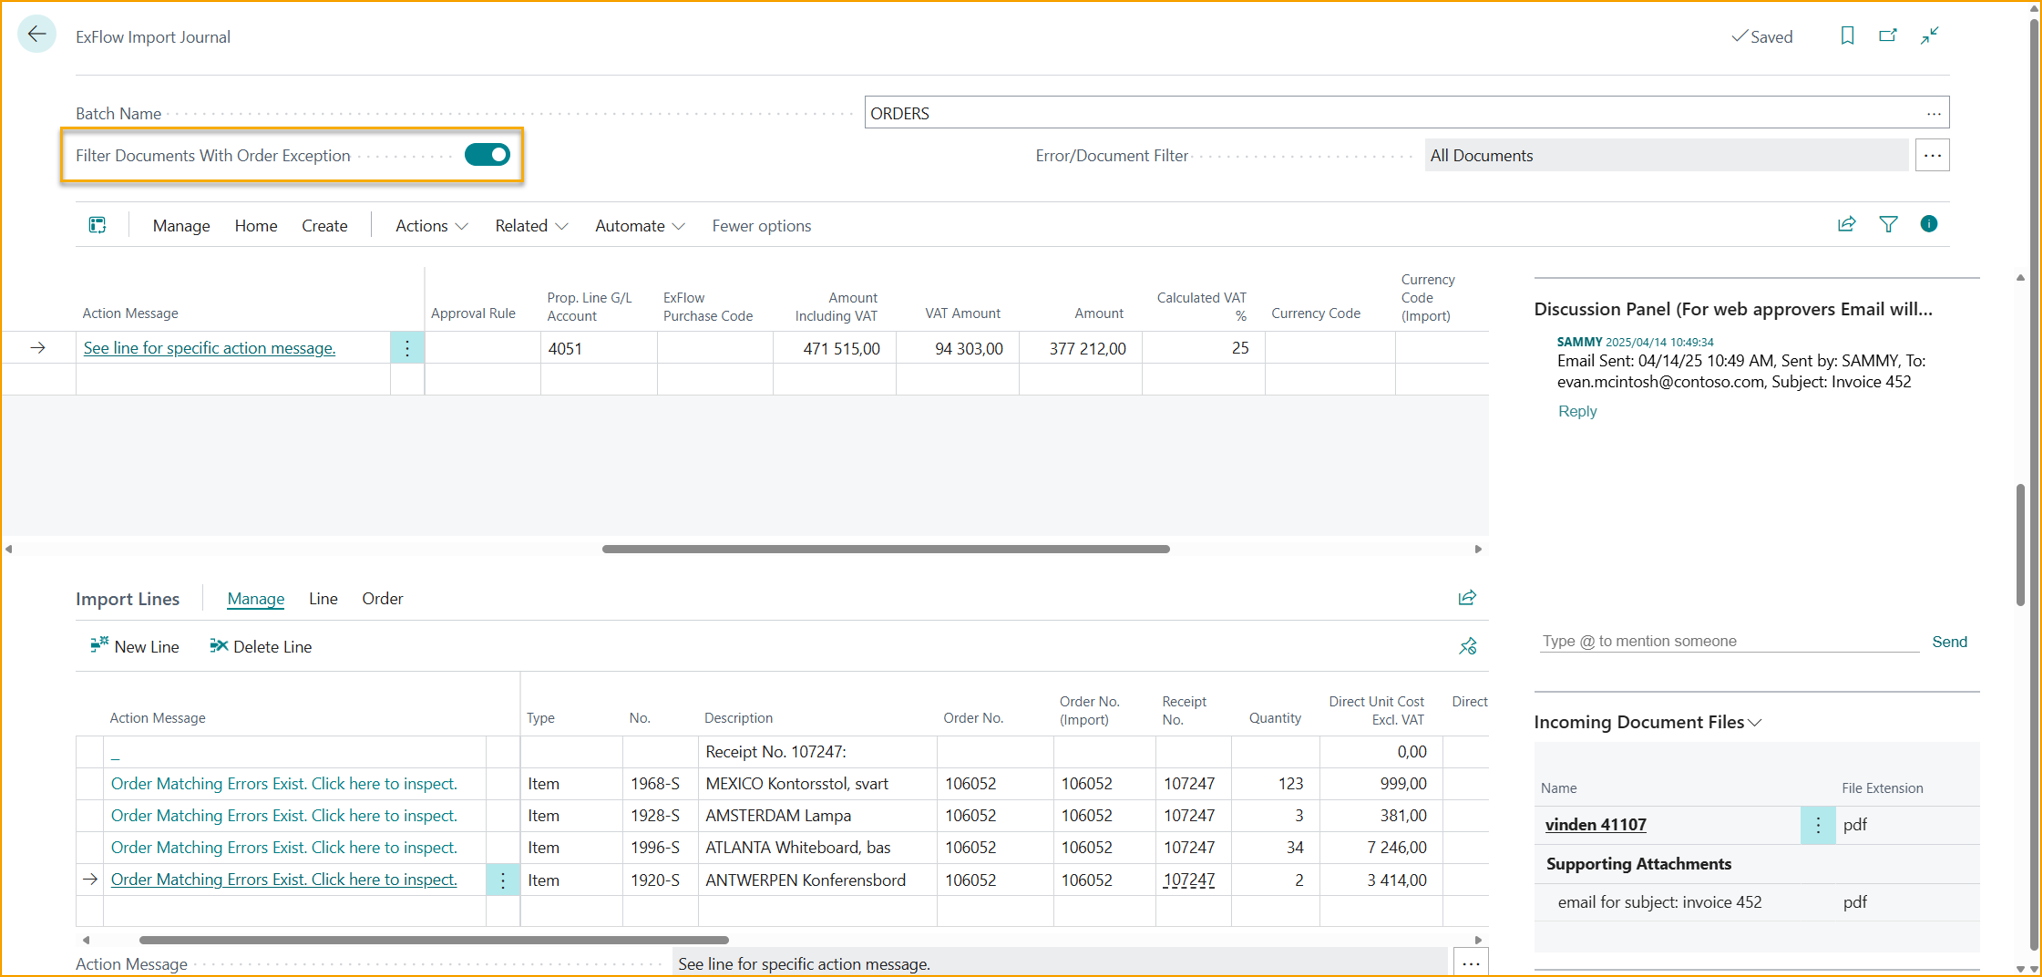 ExFlow Import Journal
Saved
Batch Name
ORDERS
Filter Documents With Order Exception
Error/Document Filter
All Documents
Manage Home Create Actions Related Automate Fewer options
Action Message
Approval Rule
Prop. Line G/L
Account
ExFlow
Purchase Code
Amount
Including VAT
VAT Amount
Amount
Calculated VAT
%
Currency Code
Currency
Code
(Import)
See line for specific action message. 4051 471 515,00 94 303,00 377 212,00 25
Discussion Panel (For web approvers Email will...
SAMMY 2025/04/14 10:49:34
Email Sent: 04/14/25 10:49 AM, Sent by: SAMMY, To:
evan.mcintosh@contoso.com, Subject: Invoice 452
Reply
Type @ to mention someone
Send
Import Lines Manage Line Order
New Line Delete Line
Action Message
Type
No.
Description
Order No.
Order No.
(Import)
Receipt
No.
Quantity
Direct Unit Cost
Excl. VAT
Direct
_ Receipt No. 107247: 0,00
Order Matching Errors Exist. Click here to inspect. Item 1968-S MEXICO Kontorsstol, svart 106052 106052 107247 123 999,00
Order Matching Errors Exist. Click here to inspect. Item 1928-S AMSTERDAM Lampa 106052 106052 107247 3 381,00
Order Matching Errors Exist. Click here to inspect. Item 1996-S ATLANTA Whiteboard, bas 106052 106052 107247 34 7 246,00
Order Matching Errors Exist. Click here to inspect. Item 1920-S ANTWERPEN Konferensbord 106052 106052 107247 2 3 414,00
Action Message
See line for specific action message.
Incoming Document Files
Name File Extension
vinden 41107 pdf
Supporting Attachments
email for subject: invoice 452 pdf